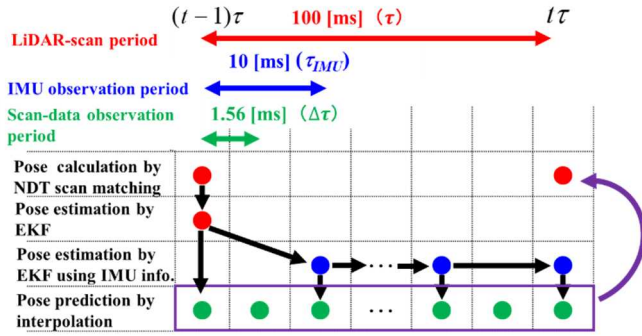 (t−1)τ
100 [ms] (τ)
tτ
LiDAR-scan period
10 [ms] (τ_IMU)
IMU observation period
Scan-data observation
period
1.56 [ms] (Δτ)
Pose calculation by
NDT scan matching
Pose estimation by
EKF
Pose estimation by
EKF using IMU info.
...
Pose prediction by
interpolation
...